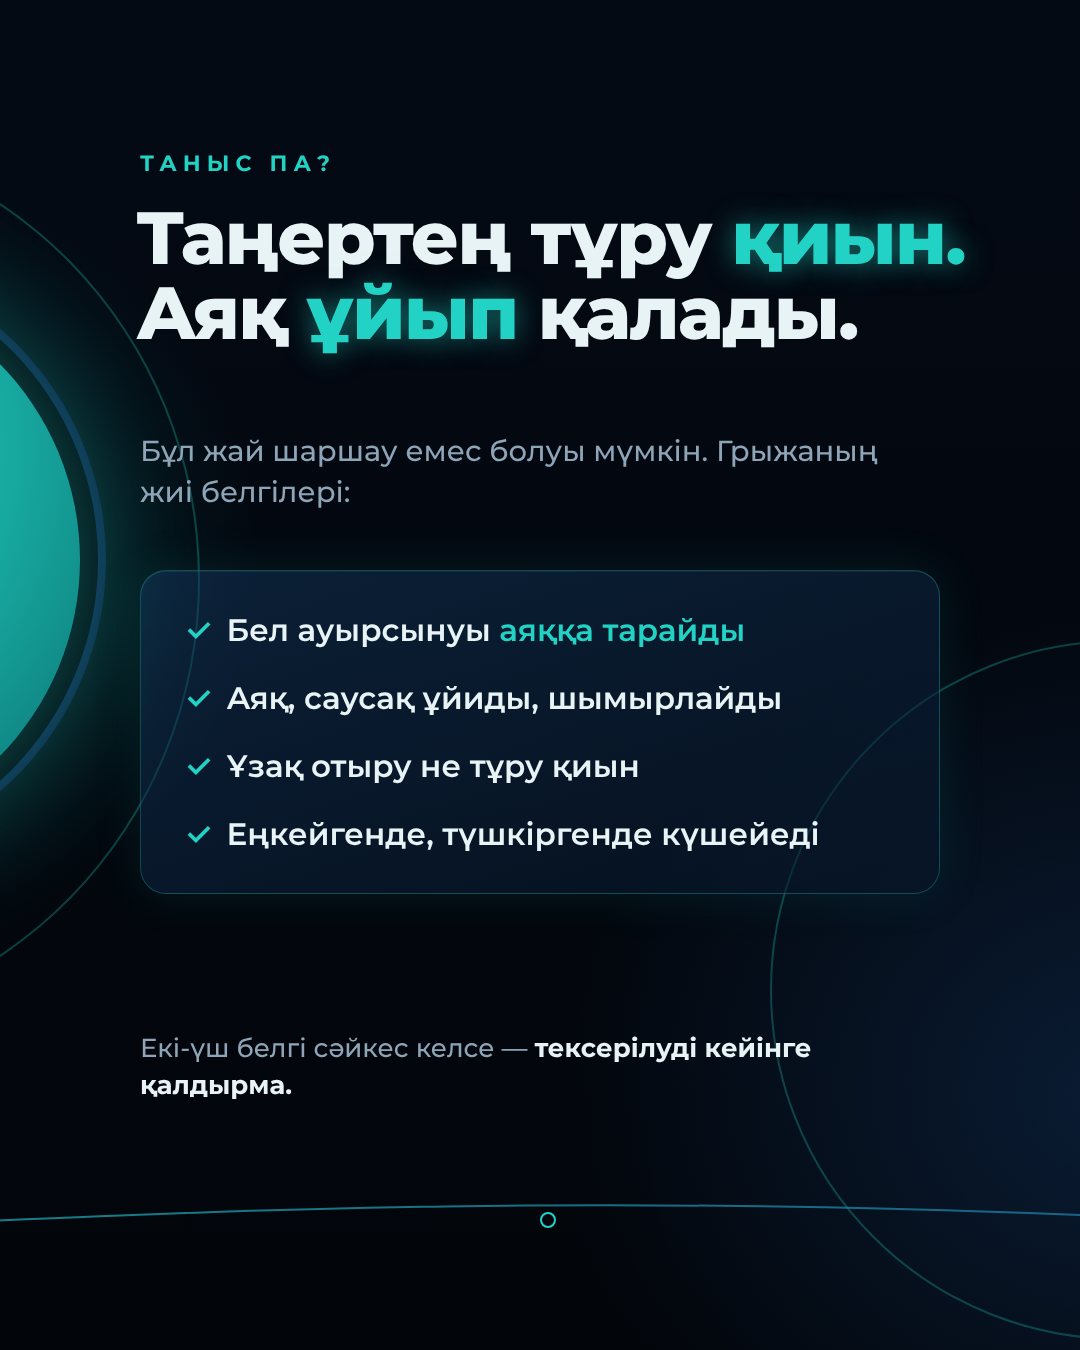 ТАНЫС ПА?
Таңертең тұру қиын.
Аяқ ұйып қалады.
Бұл жай шаршау емес болуы мүмкін. Грыжаның
жиі белгілері:
Бел ауырсынуы аяққа тарайды
Аяқ, саусақ ұйиды, шымырлайды
Ұзақ отыру не тұру қиын
Еңкейгенде, түшкіргенде күшейеді
Екі-үш белгі сәйкес келсе — тексерілуді кейінге
қалдырма.